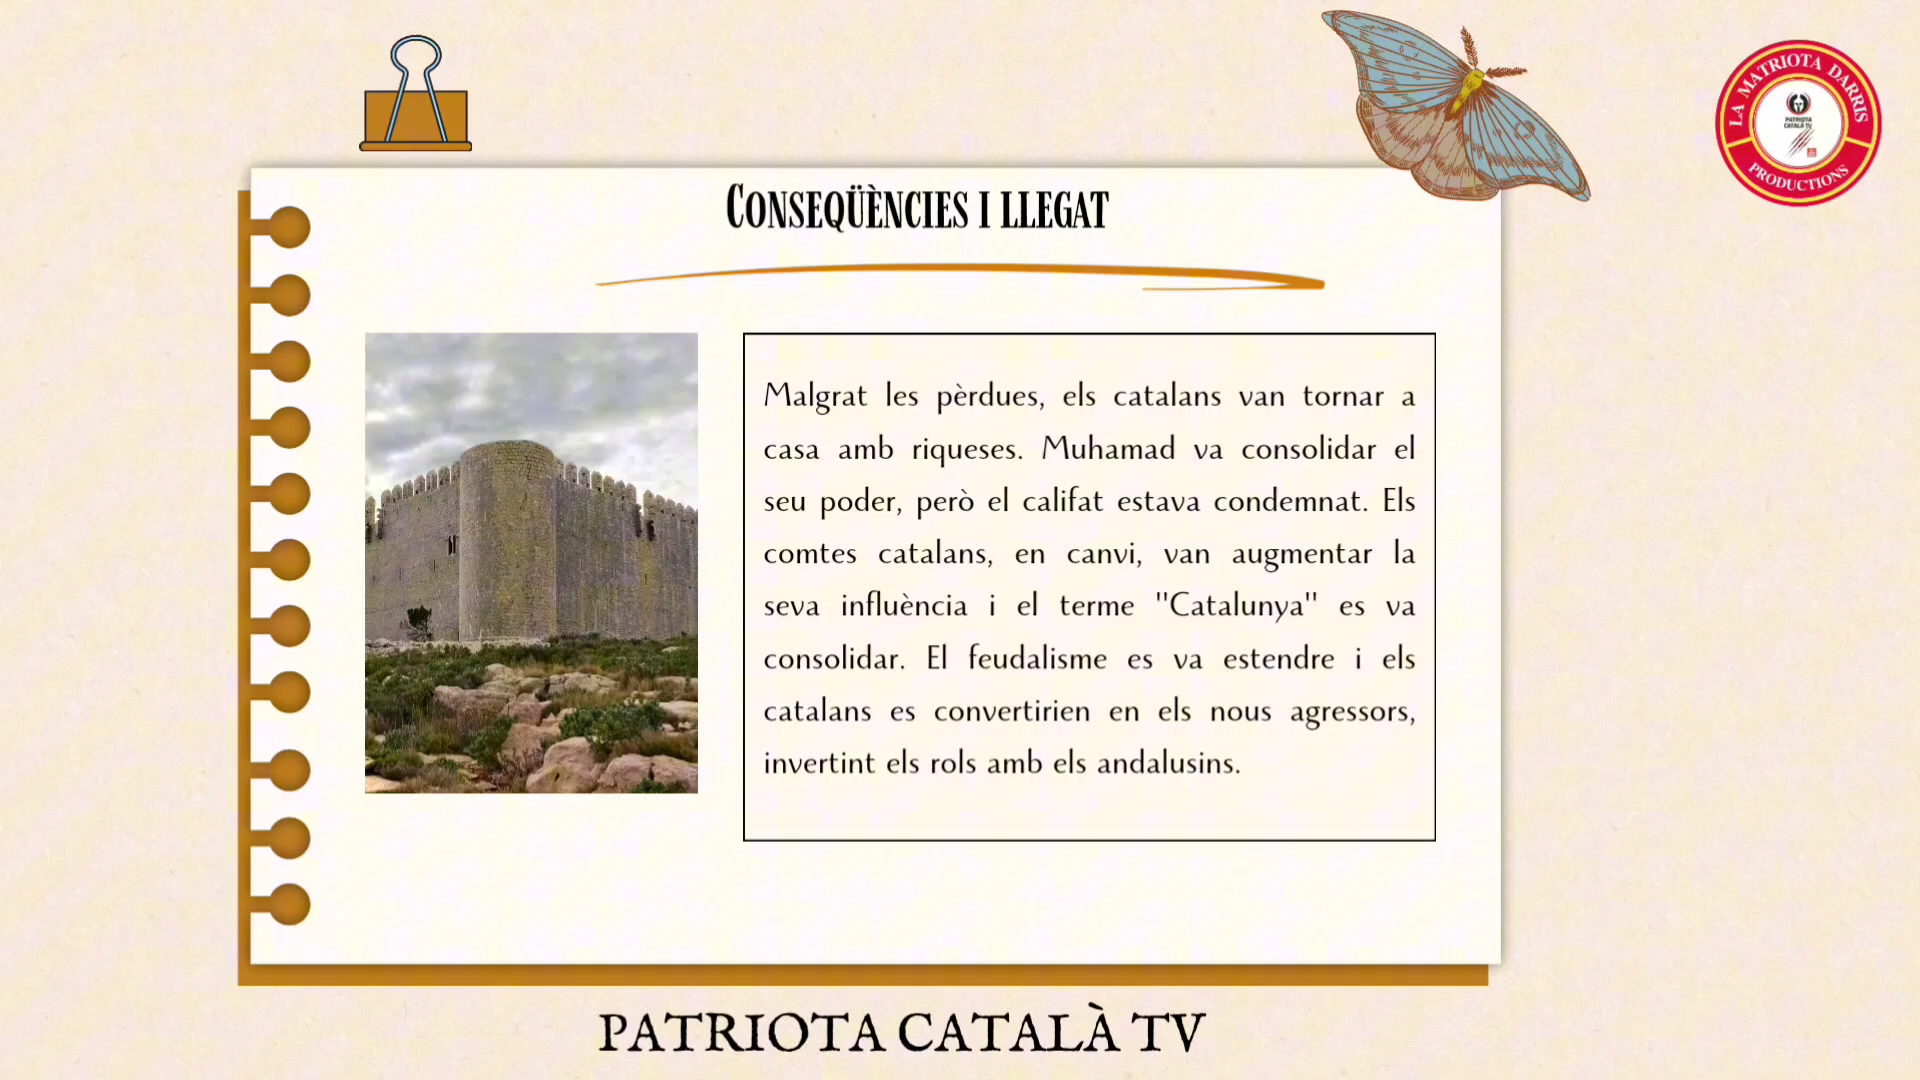 LA MATRIOTA DARRIS
PATRIOTA
CATALÀ TV
PRODUCTIONS
Conseqüències i llegat
Malgrat les pèrdues, els catalans van tornar a
casa amb riqueses. Muhamad va consolidar el
seu poder, però el califat estava condemnat. Els
comtes catalans, en canvi, van augmentar la
seva influència i el terme "Catalunya" es va
consolidar. El feudalisme es va estendre i els
catalans es convertirien en els nous agressors,
invertint els rols amb els andalusins.
PATRIOTA CATALÀ TV